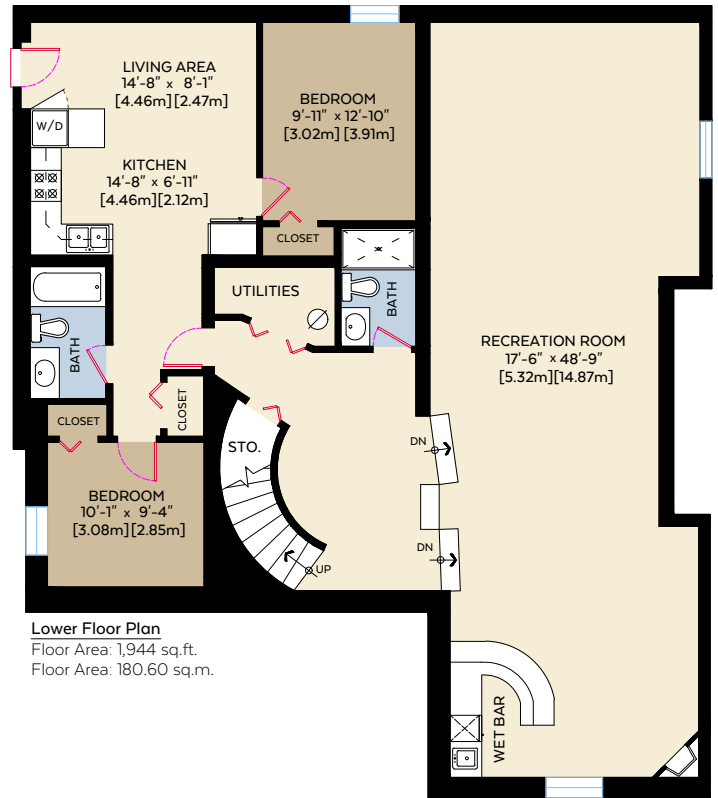 LIVING AREA
14'-8" x 8'-1"
[4.46m][2.47m]
W/D
KITCHEN
14'-8" x 6'-11"
[4.46m][2.12m]
BEDROOM
9'-11" x 12'-10"
[3.02m] [3.91m]
CLOSET
UTILITIES
BATH
BATH
RECREATION ROOM
17'-6" x 48'-9"
[5.32m][14.87m]
CLOSET
CLOSET
STO.
DN
BEDROOM
10'-1" x 9'-4"
[3.08m][2.85m]
DN
UP
WET BAR
Lower Floor Plan
Floor Area: 1,944 sq.ft.
Floor Area: 180.60 sq.m.